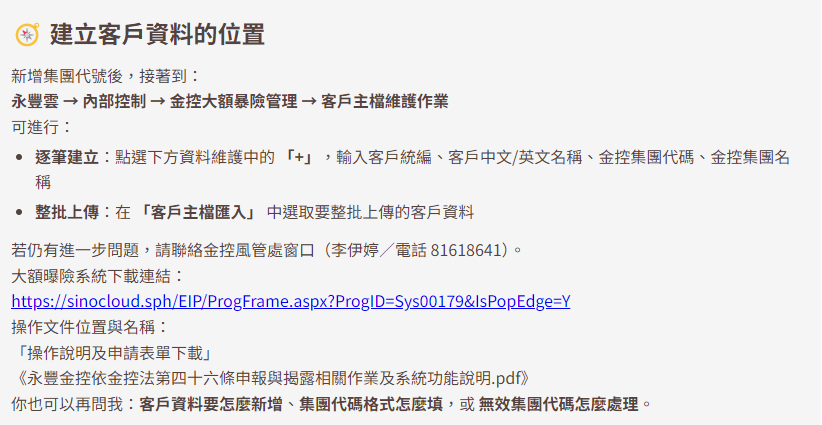 建立客戶資料的位置
新增集團代號後，接著到：
永豐雲 → 內部控制 → 金控大額暴險管理 → 客戶主檔維護作業
可進行：
• 逐筆建立：點選下方資料維護中的 「+」，輸入客戶統編、客戶中文/英文名稱、金控集團代碼、金控集團名
稱
• 整批上傳：在 「客戶主檔匯入」 中選取要整批上傳的客戶資料
若仍有進一步問題，請聯絡金控風管處窗口（李伊婷／電話 81618641）。
大額曝險系統下載連結：
https://sinocloud.sph/EIP/ProgFrame.aspx?ProgID=Sys00179&IsPopEdge=Y
操作文件位置與名稱：
「操作說明及申請表單下載」
《永豐金控依金控法第四十六條申報與揭露相關作業及系統功能說明.pdf》
你也可以再問我：客戶資料要怎麼新增、集團代碼格式怎麼填，或 無效集團代碼怎麼處理。